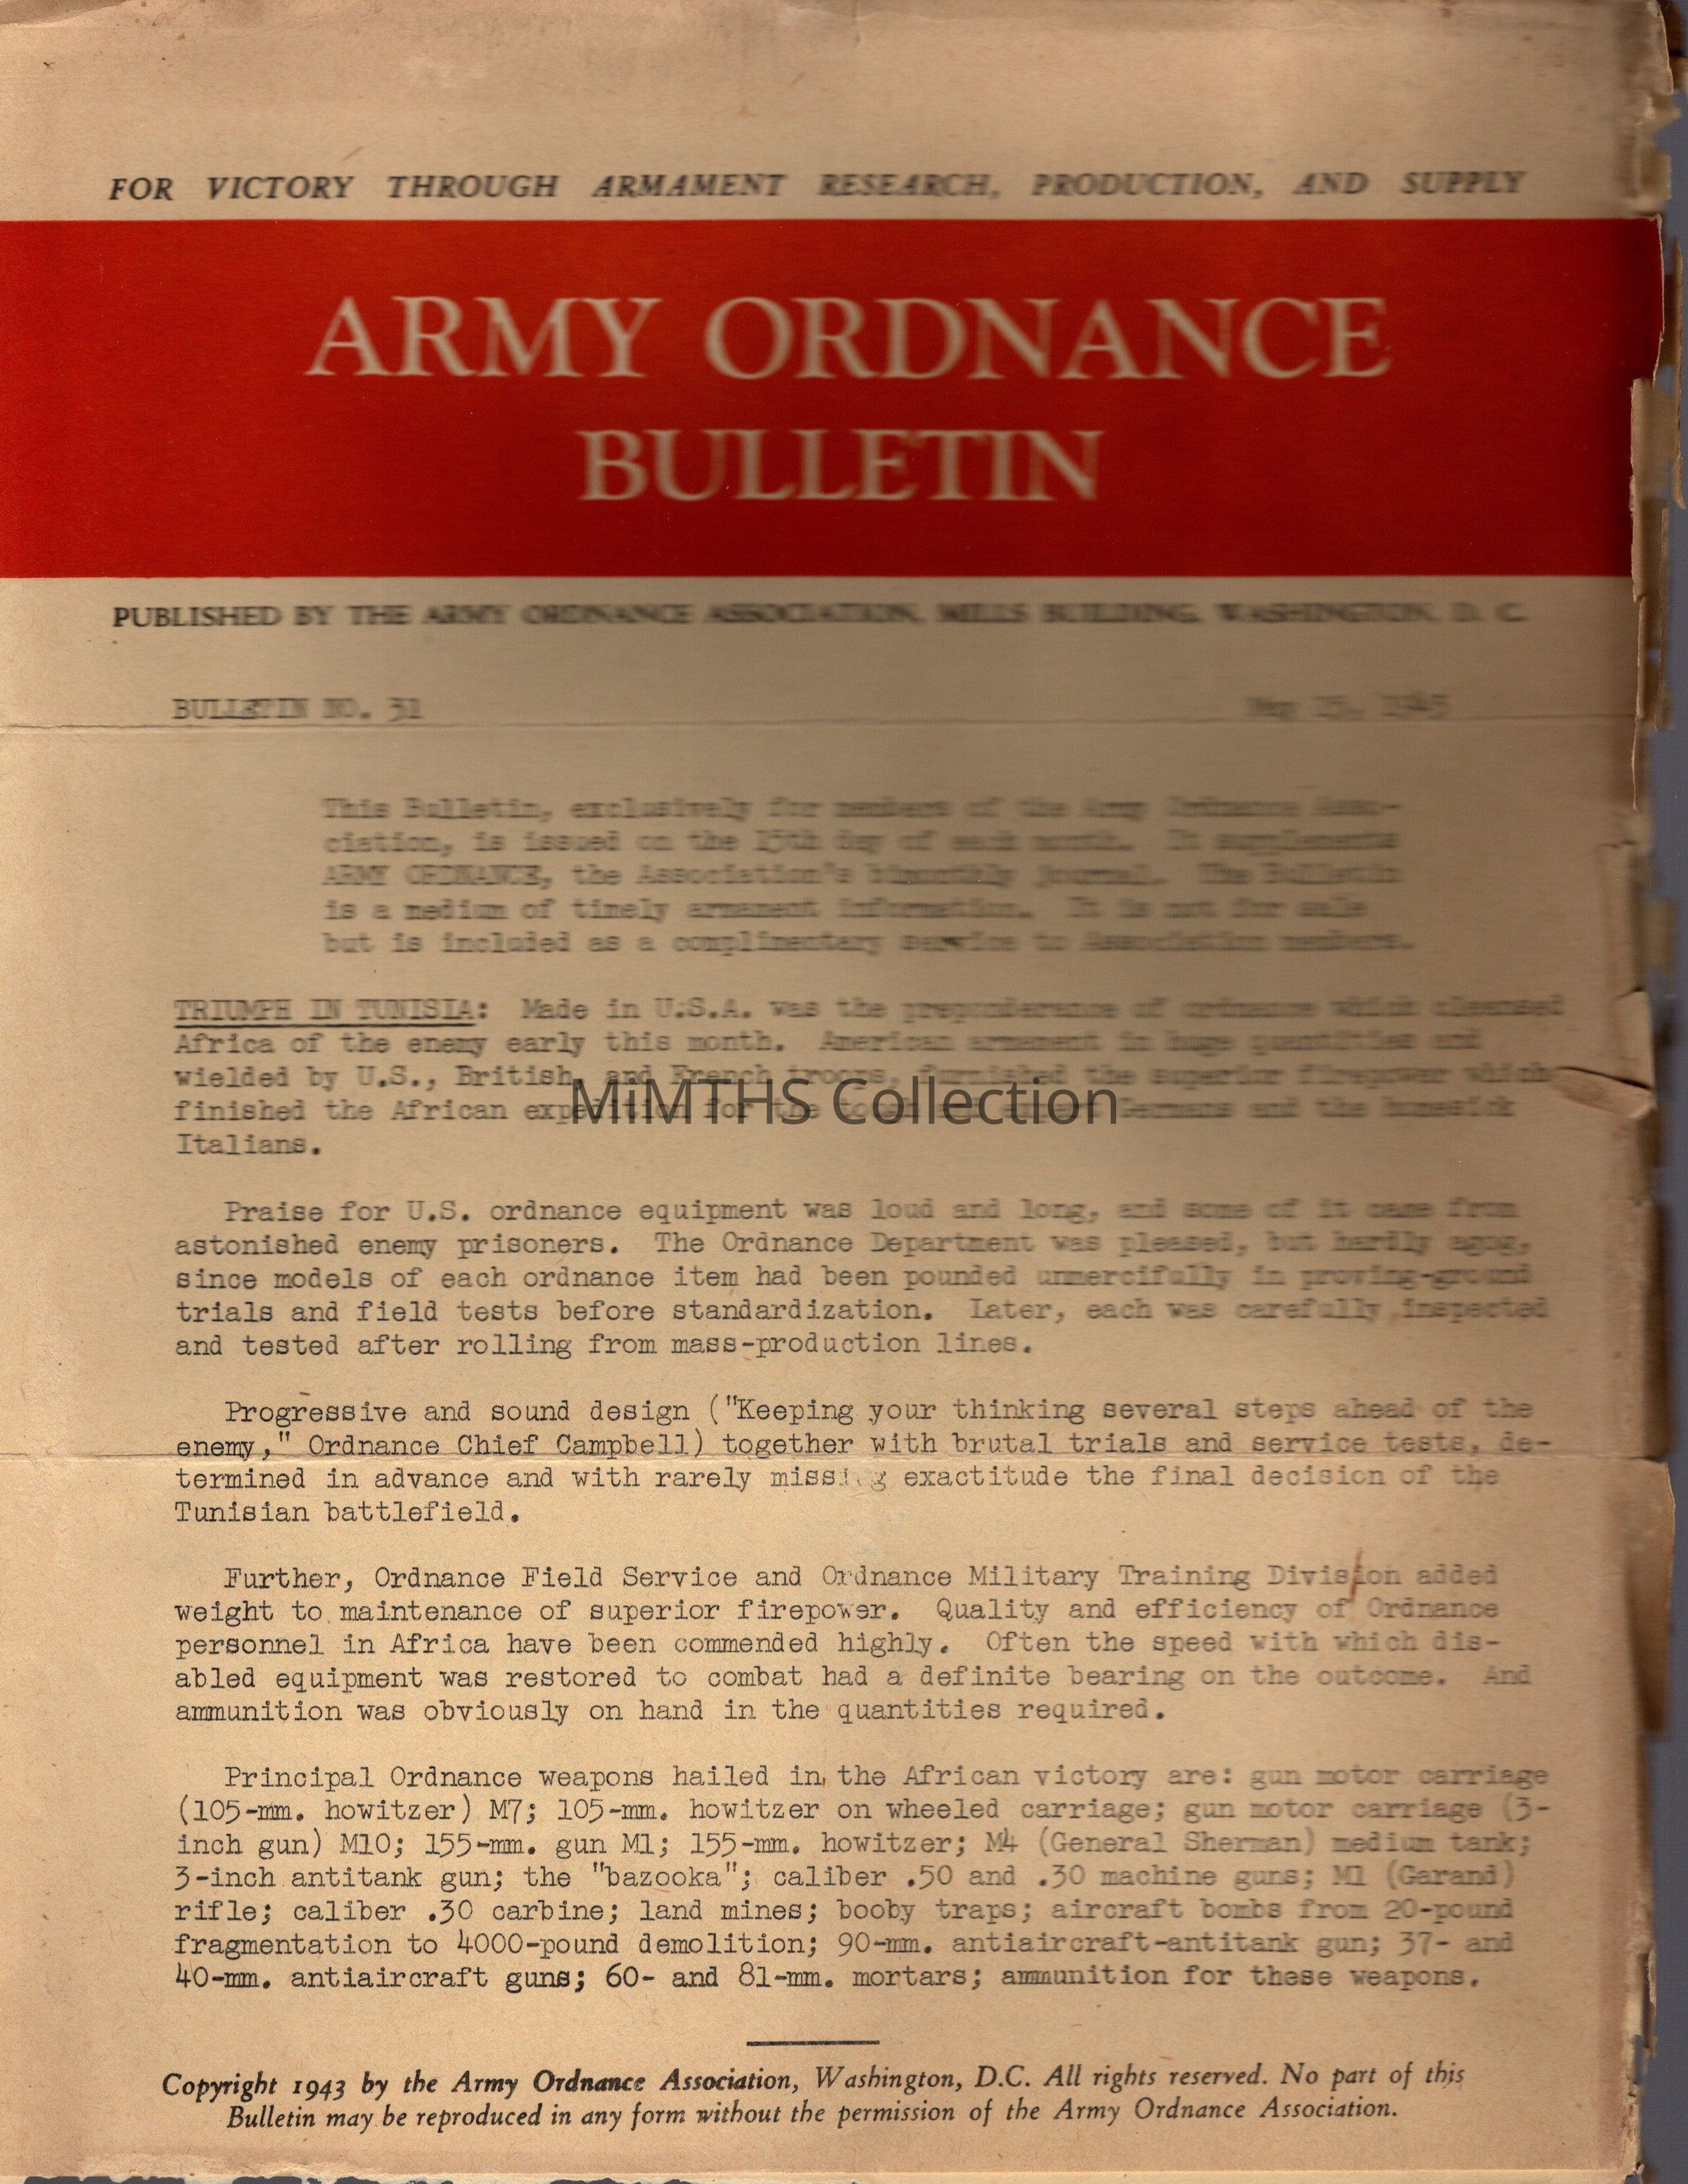 FOR VICTORY THROUGH ARMAMENT RESEARCH, PRODUCTION, AND SUPPLY
ARMY ORDNANCE
BULLETIN
PUBLISHED BY THE ARMY ORDNANCE ASSOCIATION, MILLS BUILDING, WASHINGTON, D. C.
BULLETIN NO. 31 May 15, 1943
This Bulletin, exclusively for members of the Army Ordnance Asso-
ciation, is issued on the 15th day of each month. It supplements
ARMY ORDNANCE, the Association's bimonthly journal. The Bulletin
is a medium of timely armament information. It is not for sale
but is included as a complimentary service to Association members.
TRIUMPH IN TUNISIA: Made in U.S.A. was the preponderance of ordnance which cleansed
Africa of the enemy early this month. American armament in huge quantities and
wielded by U.S., British, and French troops, furnished the superior firepower which
finished the African expedition for the Germans and the homesick
Italians.
MiMTHS Collection
Praise for U.S. ordnance equipment was loud and long, and some of it came from
astonished enemy prisoners. The Ordnance Department was pleased, but hardly agog,
since models of each ordnance item had been pounded unmercifully in proving-ground
trials and field tests before standardization. Later, each was carefully inspected
and tested after rolling from mass-production lines.
Progressive and sound design ("Keeping your thinking several steps ahead of the
enemy," Ordnance Chief Campbell) together with brutal trials and service tests, de-
termined in advance and with rarely missing exactitude the final decision of the
Tunisian battlefield.
Further, Ordnance Field Service and Ordnance Military Training Division added
weight to maintenance of superior firepower. Quality and efficiency of Ordnance
personnel in Africa have been commended highly. Often the speed with which dis-
abled equipment was restored to combat had a definite bearing on the outcome. And
ammunition was obviously on hand in the quantities required.
Principal Ordnance weapons hailed in the African victory are: gun motor carriage
(105-mm. howitzer) M7; 105-mm. howitzer on wheeled carriage; gun motor carriage (3-
inch gun) M10; 155-mm. gun M1; 155-mm. howitzer; M4 (General Sherman) medium tank;
3-inch antitank gun; the "bazooka"; caliber .50 and .30 machine guns; M1 (Garand)
rifle; caliber .30 carbine; land mines; booby traps; aircraft bombs from 20-pound
fragmentation to 4000-pound demolition; 90-mm. antiaircraft-antitank gun; 37- and
40-mm. antiaircraft guns; 60- and 81-mm. mortars; ammunition for these weapons.
Copyright 1943 by the Army Ordnance Association, Washington, D.C. All rights reserved. No part of this
Bulletin may be reproduced in any form without the permission of the Army Ordnance Association.